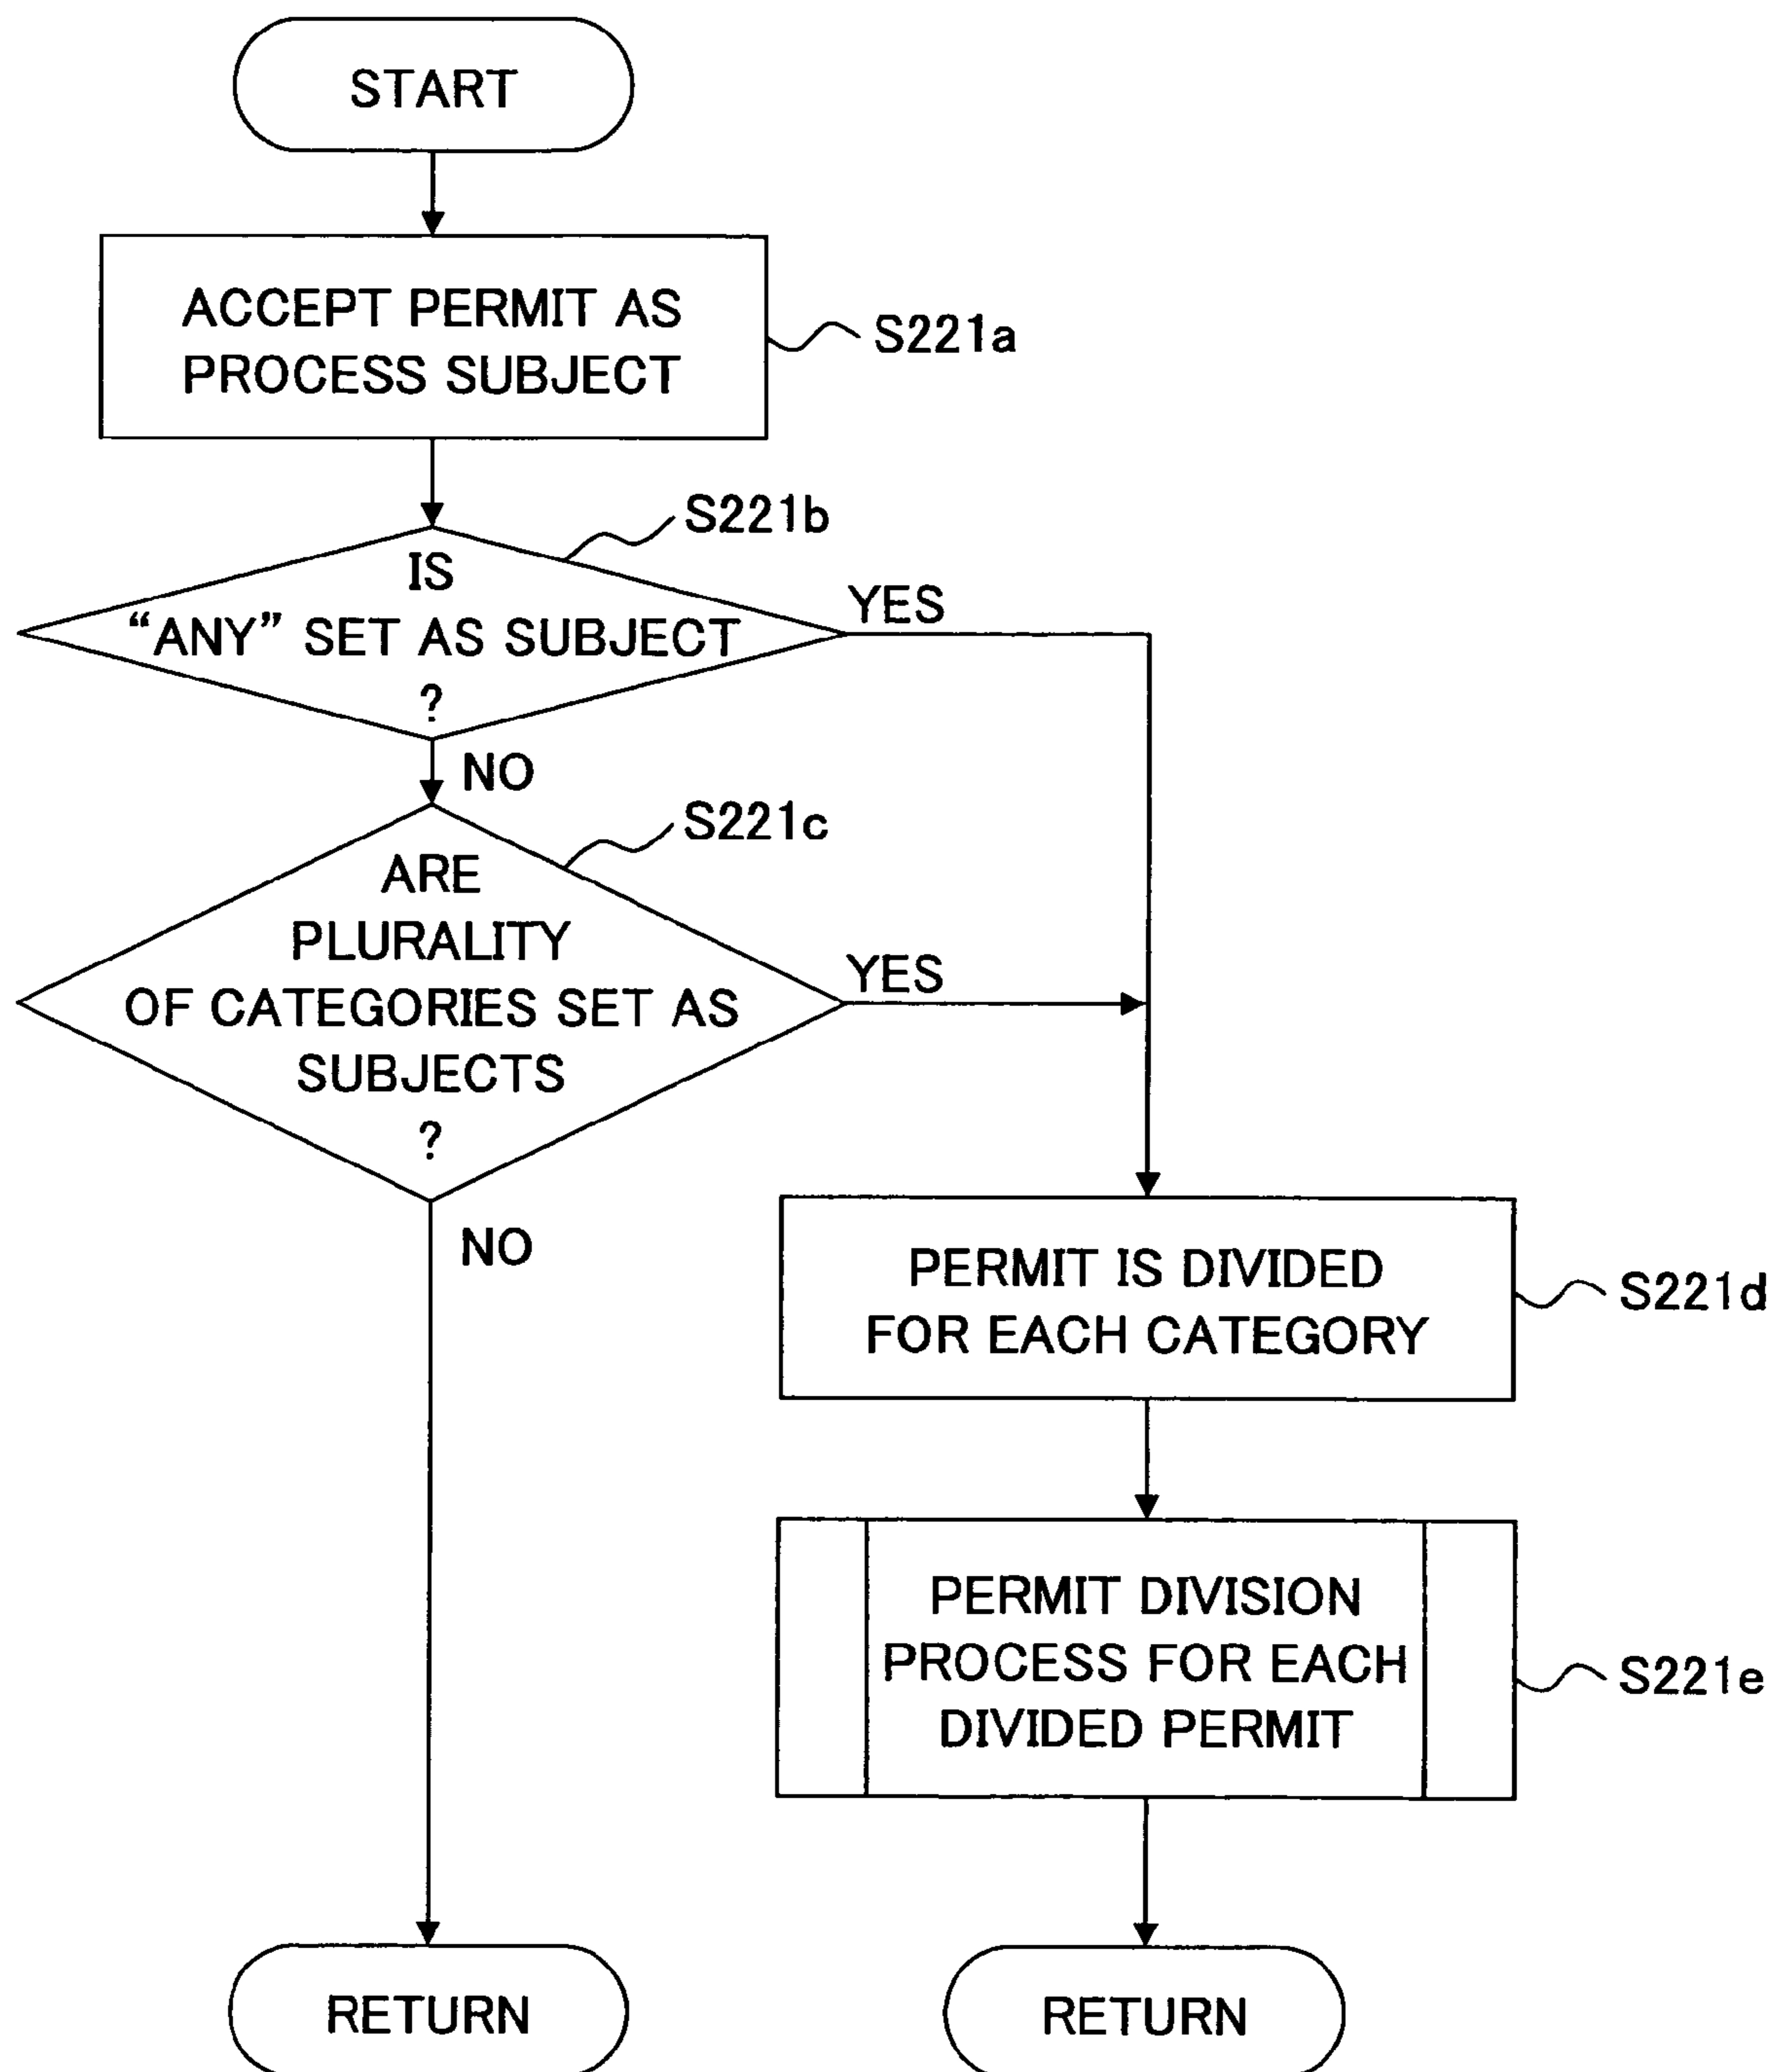 START
ACCEPT PERMIT AS
PROCESS SUBJECT
S221a
S221b
IS
“ANY” SET AS SUBJECT
?
YES
NO
S221c
ARE
PLURALITY
OF CATEGORIES SET AS
SUBJECTS
?
YES
NO
PERMIT IS DIVIDED
FOR EACH CATEGORY
S221d
PERMIT DIVISION
PROCESS FOR EACH
DIVIDED PERMIT
S221e
RETURN
RETURN